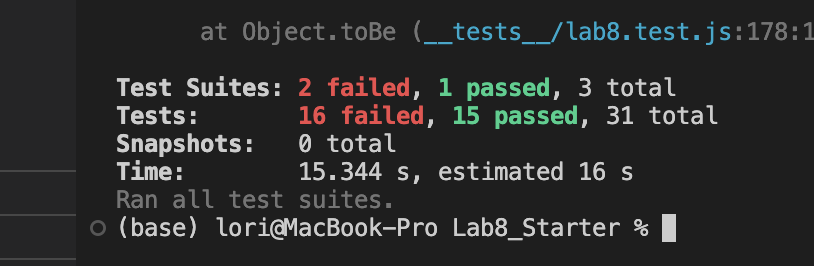 at Object.toBe (__tests__/lab8.test.js:178:1
Test Suites: 2 failed, 1 passed, 3 total
Tests: 16 failed, 15 passed, 31 total
Snapshots: 0 total
Time: 15.344 s, estimated 16 s
Ran all test suites.
(base) lori@MacBook-Pro Lab8_Starter %